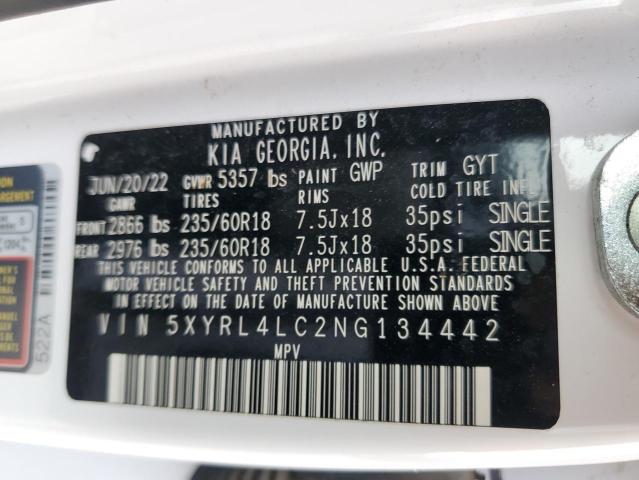 MANUFACTURED BY
KIA GEORGIA, INC.
JUN/20/22 GVWR 5357 lbs PAINT GWP TRIM GYT
GAWR TIRES RIMS COLD TIRE INFL
FRONT 2866 lbs 235/60R18 7.5Jx18 35psi SINGLE
REAR 2976 lbs 235/60R18 7.5Jx18 35psi SINGLE
THIS VEHICLE CONFORMS TO ALL APPLICABLE U.S.A. FEDERAL
MOTOR VEHICLE SAFETY AND THEFT PREVENTION STANDARDS
IN EFFECT ON THE DATE OF MANUFACTURE SHOWN ABOVE
VIN 5XYRL4LC2NG134442
MPV
522A